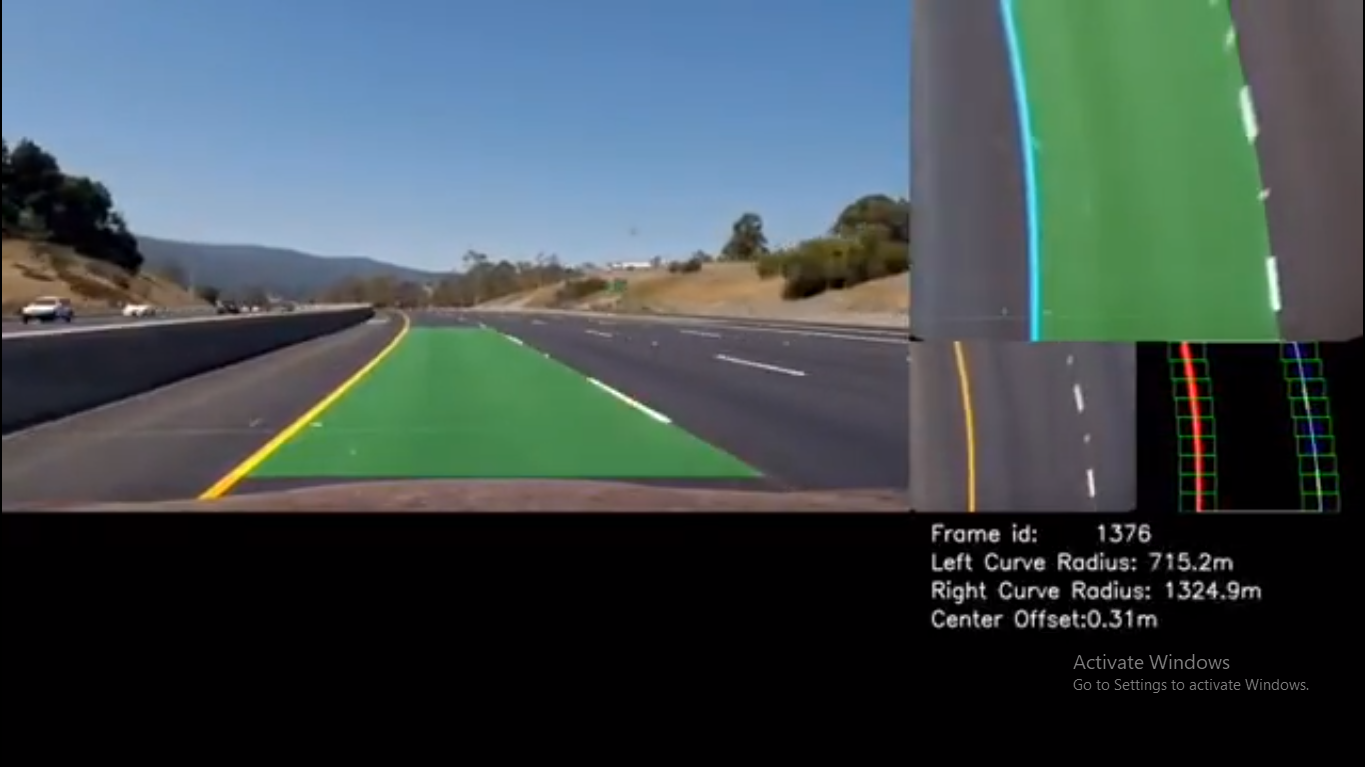 Frame id: 1376
Left Curve Radius: 715.2m
Right Curve Radius: 1324.9m
Center Offset:0.31m
Activate Windows
Go to Settings to activate Windows.